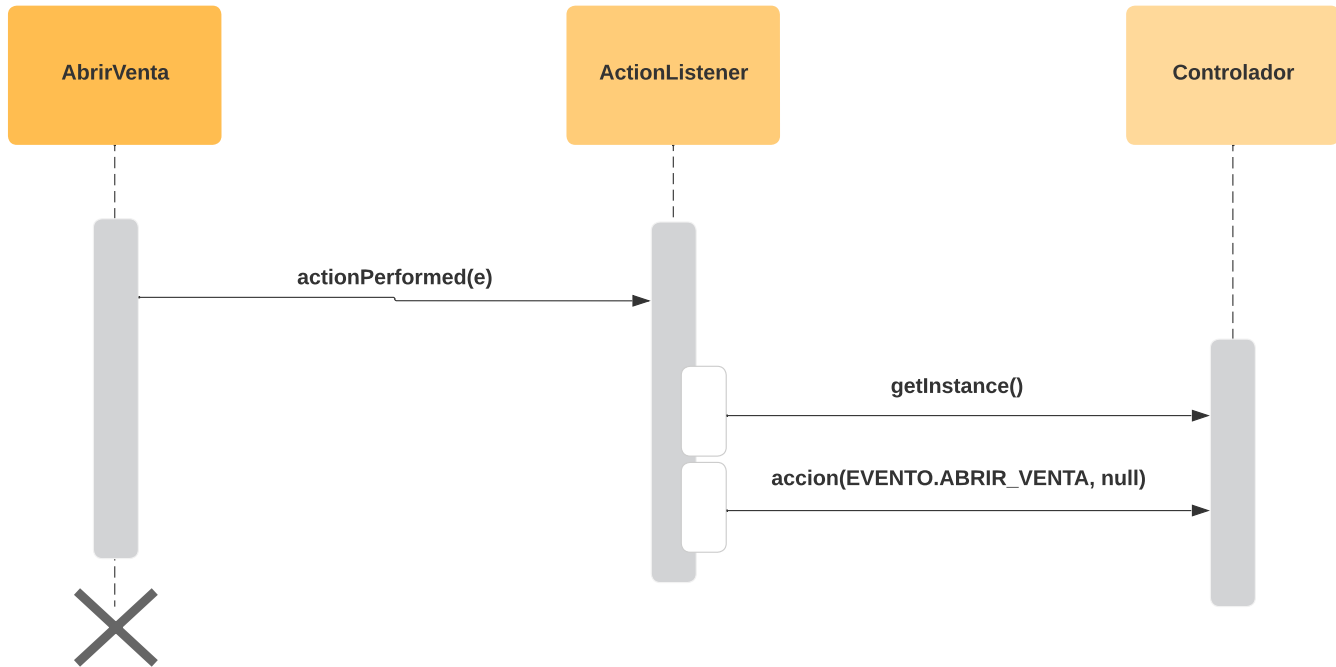 AbrirVenta
ActionListener
Controlador
actionPerformed(e)
getInstance()
accion(EVENTO.ABRIR_VENTA, null)